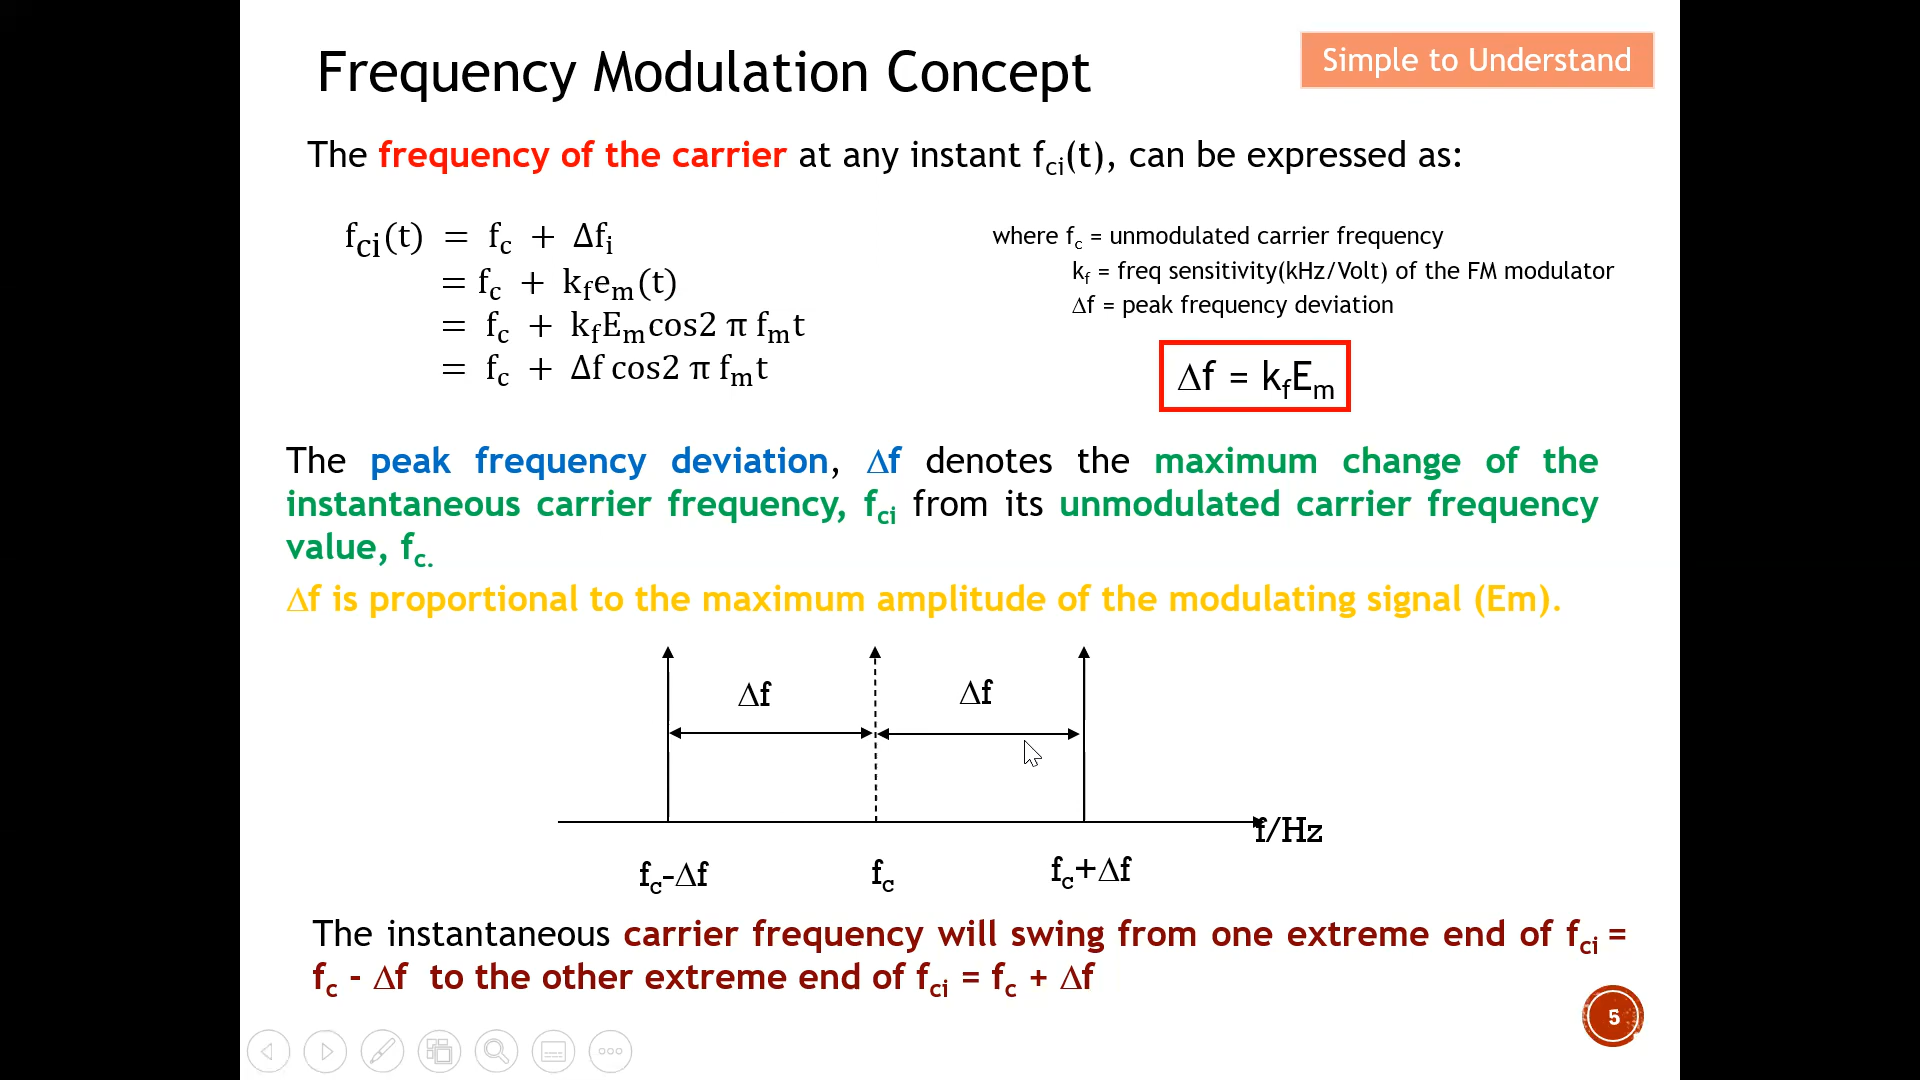 Frequency Modulation Concept
Simple to Understand
The frequency of the carrier at any instant fci(t), can be expressed as:
fci(t) = fc + Δfi
= fc + kfem(t)
= fc + kfEmcos2 π fmt
= fc + Δf cos2 π fmt
where fc = unmodulated carrier frequency
kf = freq sensitivity(kHz/Volt) of the FM modulator
Δf = peak frequency deviation
Δf = kfEm
The peak frequency deviation, Δf denotes the maximum change of the
instantaneous carrier frequency, fci from its unmodulated carrier frequency
value, fc.
Δf is proportional to the maximum amplitude of the modulating signal (Em).
Δf
Δf
f/Hz
fc-Δf
fc
fc+Δf
The instantaneous carrier frequency will swing from one extreme end of fci =
fc - Δf to the other extreme end of fci = fc + Δf
5